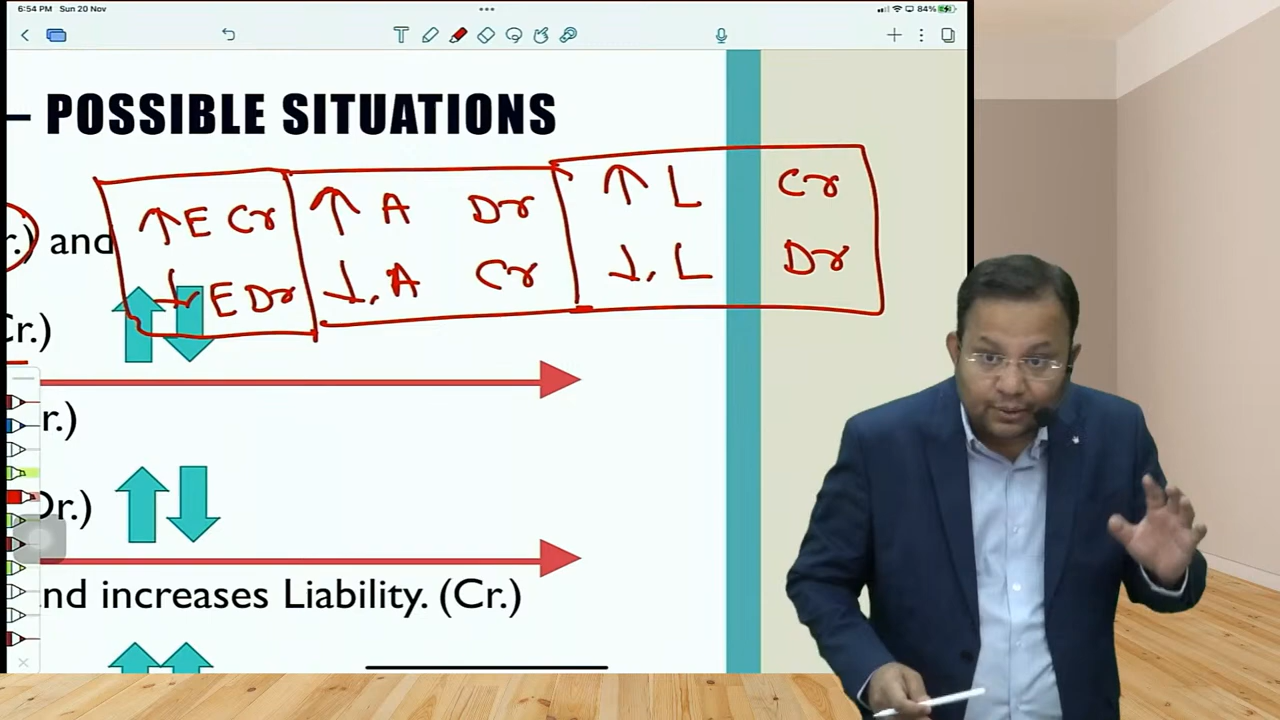 6:54 PM Sun 20 Nov
84%
– POSSIBLE SITUATIONS
↑ E Cr ↑ A Dr ↑ L Cr
r.) and
↓ E Dr ↓. A Cr ↓. L Dr
Cr.)
r.)
Dr.)
nd increases Liability. (Cr.)